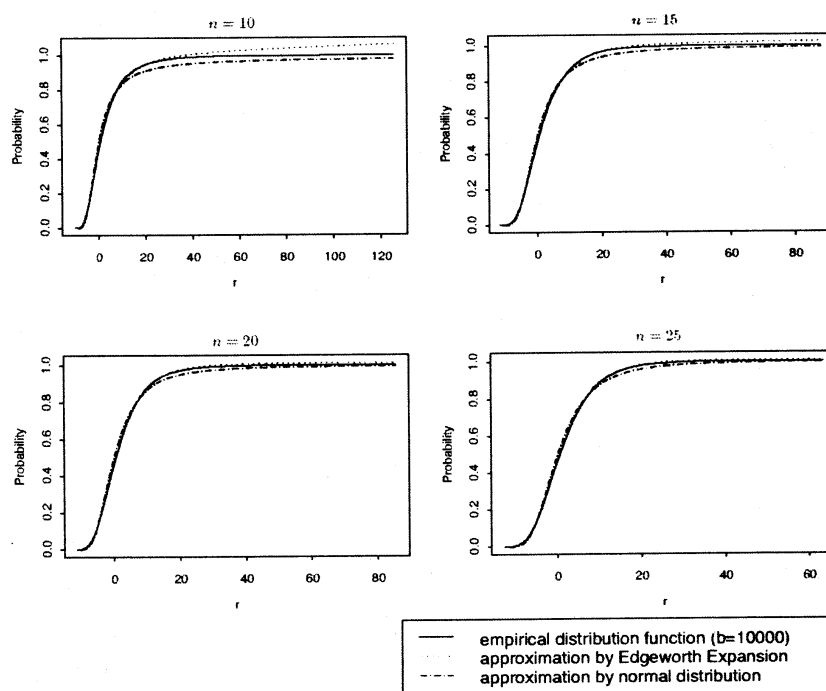 n = 10
Probability
0.0 0.2 0.4 0.6 0.8 1.0
0 20 40 60 80 100 120
r
n = 15
Probability
0.0 0.2 0.4 0.6 0.8 1.0
0 20 40 60 80
r
n = 20
Probability
0.0 0.2 0.4 0.6 0.8 1.0
0 20 40 60 80
r
n = 25
Probability
0.0 0.2 0.4 0.6 0.8 1.0
0 20 40 60
r
empirical distribution function (b=10000)
approximation by Edgeworth Expansion
approximation by normal distribution